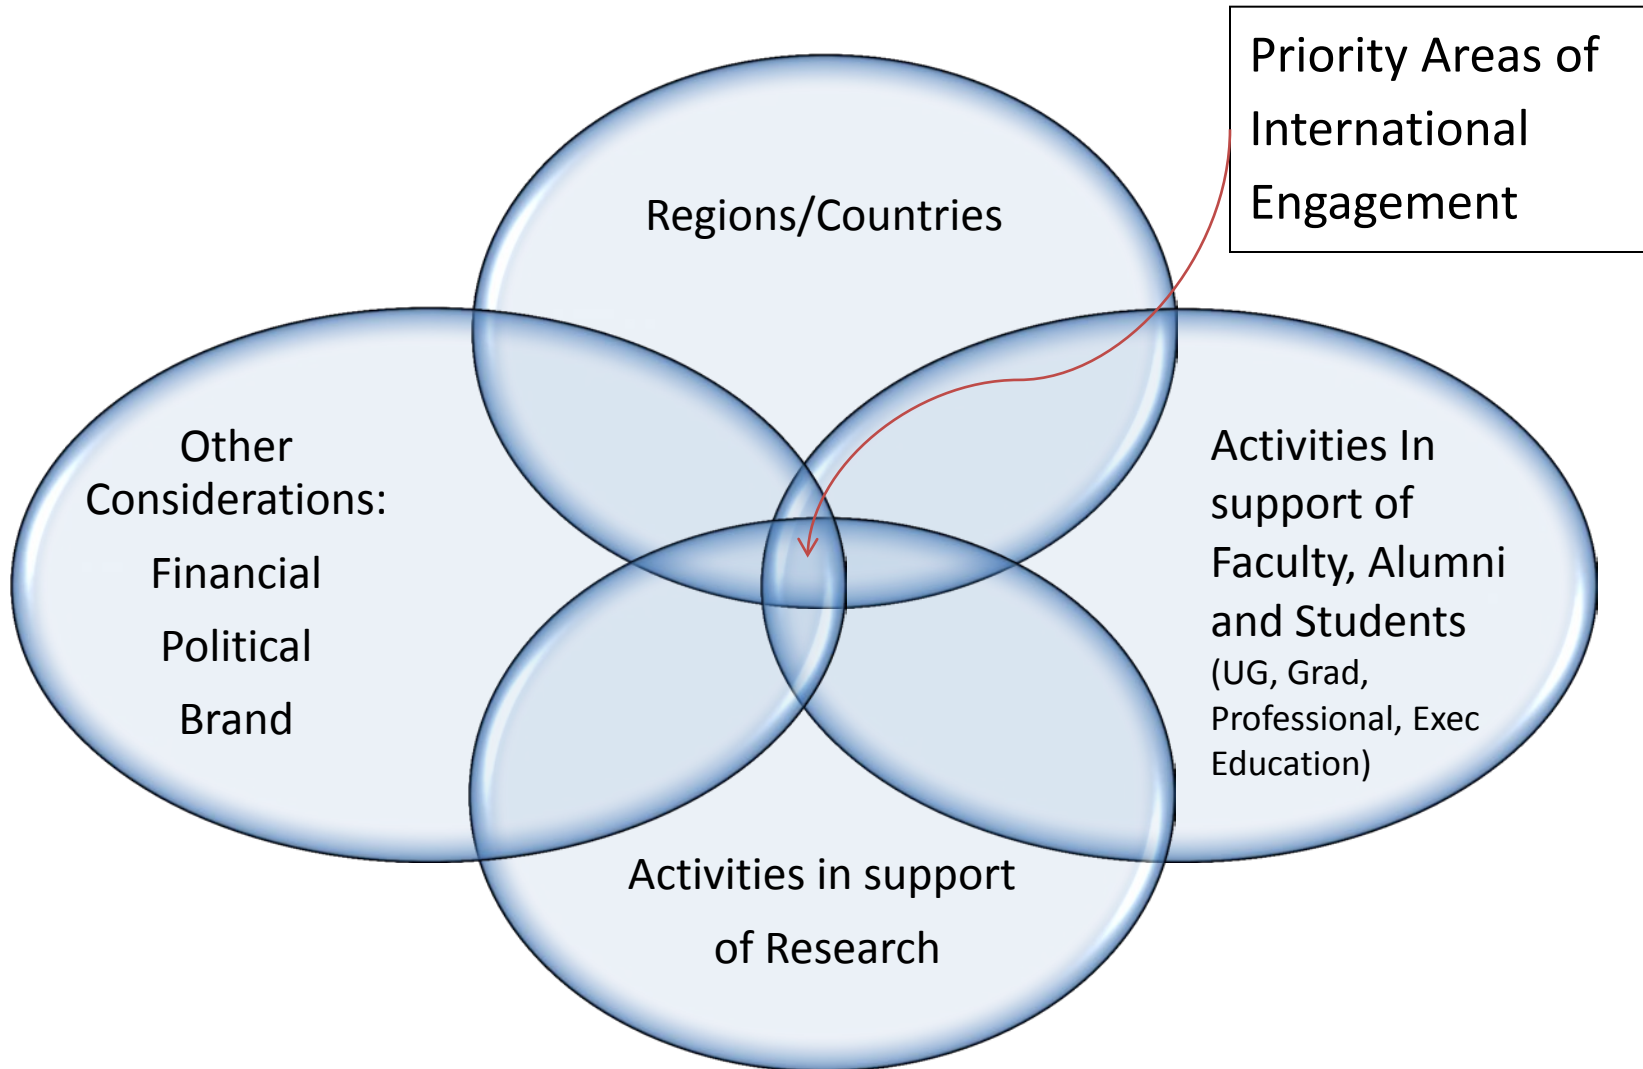 Priority Areas of
International
Engagement
Regions/Countries
Other
Considerations:
Financial
Political
Brand
Activities In
support of
Faculty, Alumni
and Students
(UG, Grad,
Professional, Exec
Education)
Activities in support
of Research